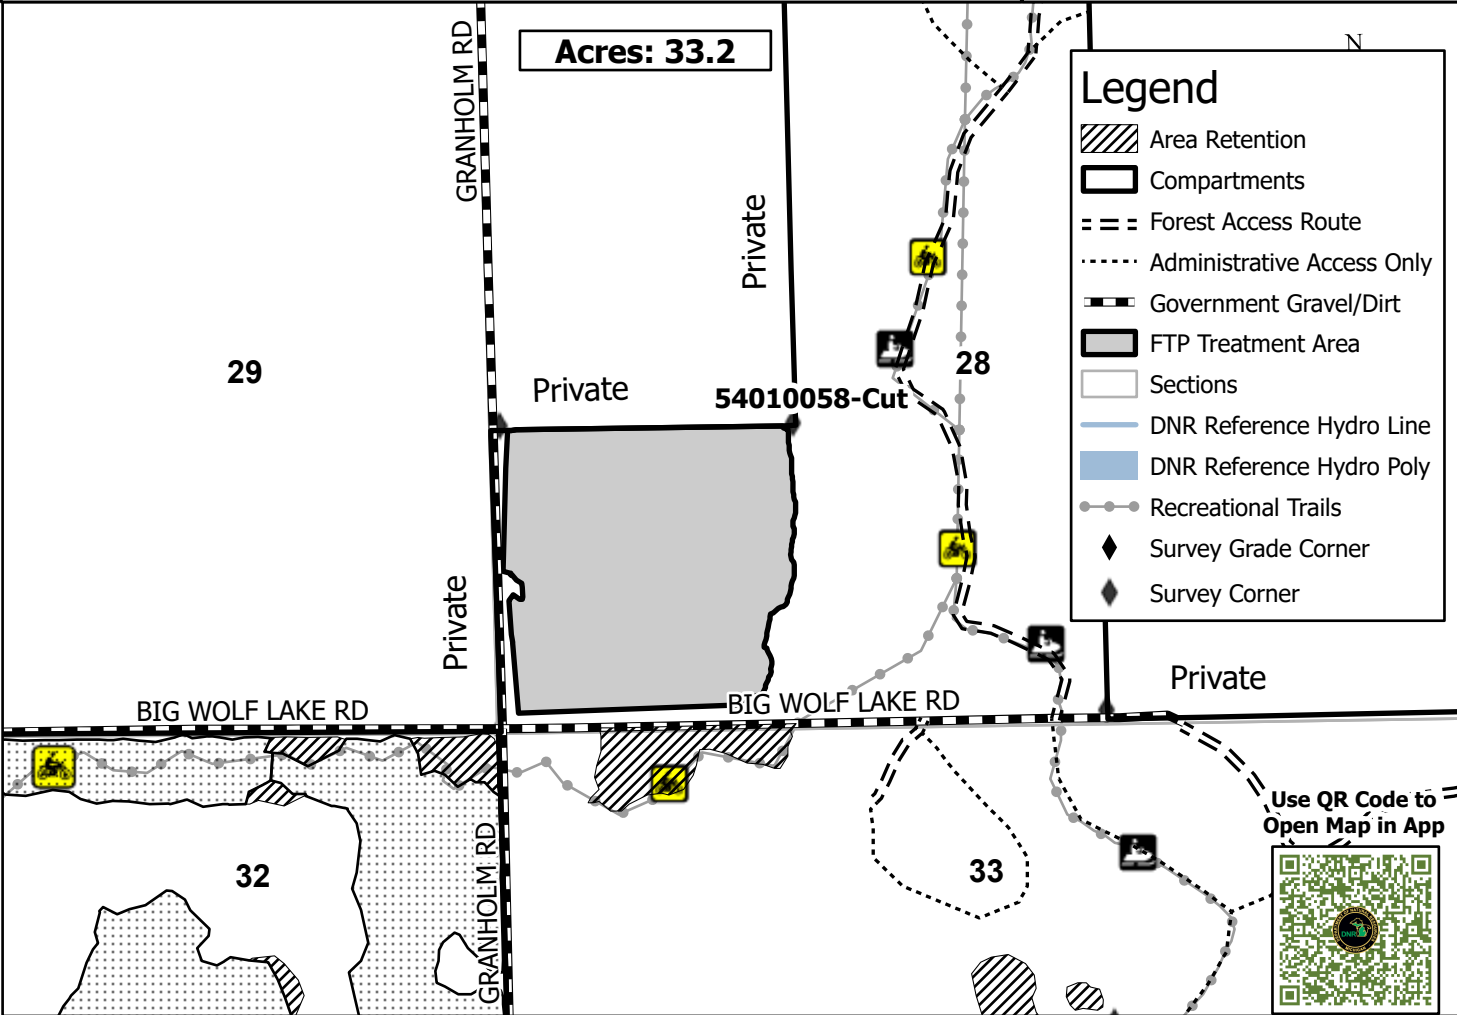 GRANHOLM RD
Acres: 33.2
N
Legend
Area Retention
Compartments
Forest Access Route
Administrative Access Only
Government Gravel/Dirt
FTP Treatment Area
Sections
DNR Reference Hydro Line
DNR Reference Hydro Poly
Recreational Trails
Survey Grade Corner
Survey Corner
Private
29
28
Private
54010058-Cut
Private
Private
BIG WOLF LAKE RD
BIG WOLF LAKE RD
32
GRANHOLM RD
33
Use QR Code to
Open Map in App
DNR